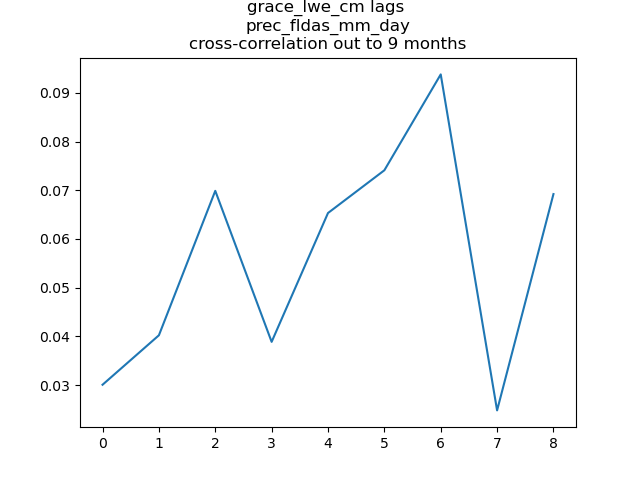 grace_lwe_cm lags
prec_fldas_mm_day
cross-correlation out to 9 months
0.09
0.08
0.07
0.06
0.05
0.04
0.03
0 1 2 3 4 5 6 7 8